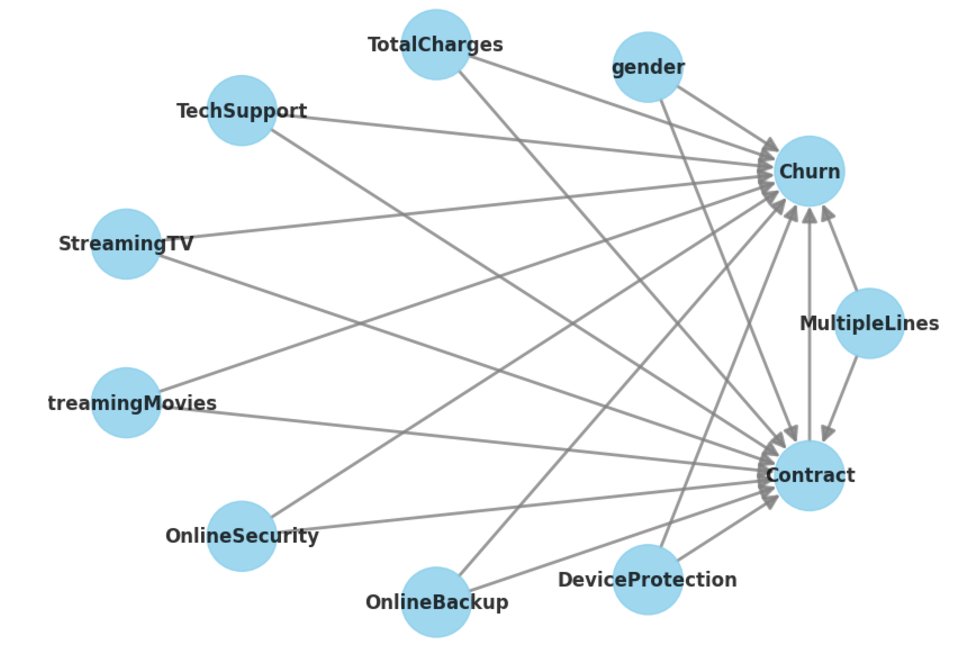 TotalCharges
gender
TechSupport
Churn
StreamingTV
MultipleLines
treamingMovies
Contract
OnlineSecurity
DeviceProtection
OnlineBackup